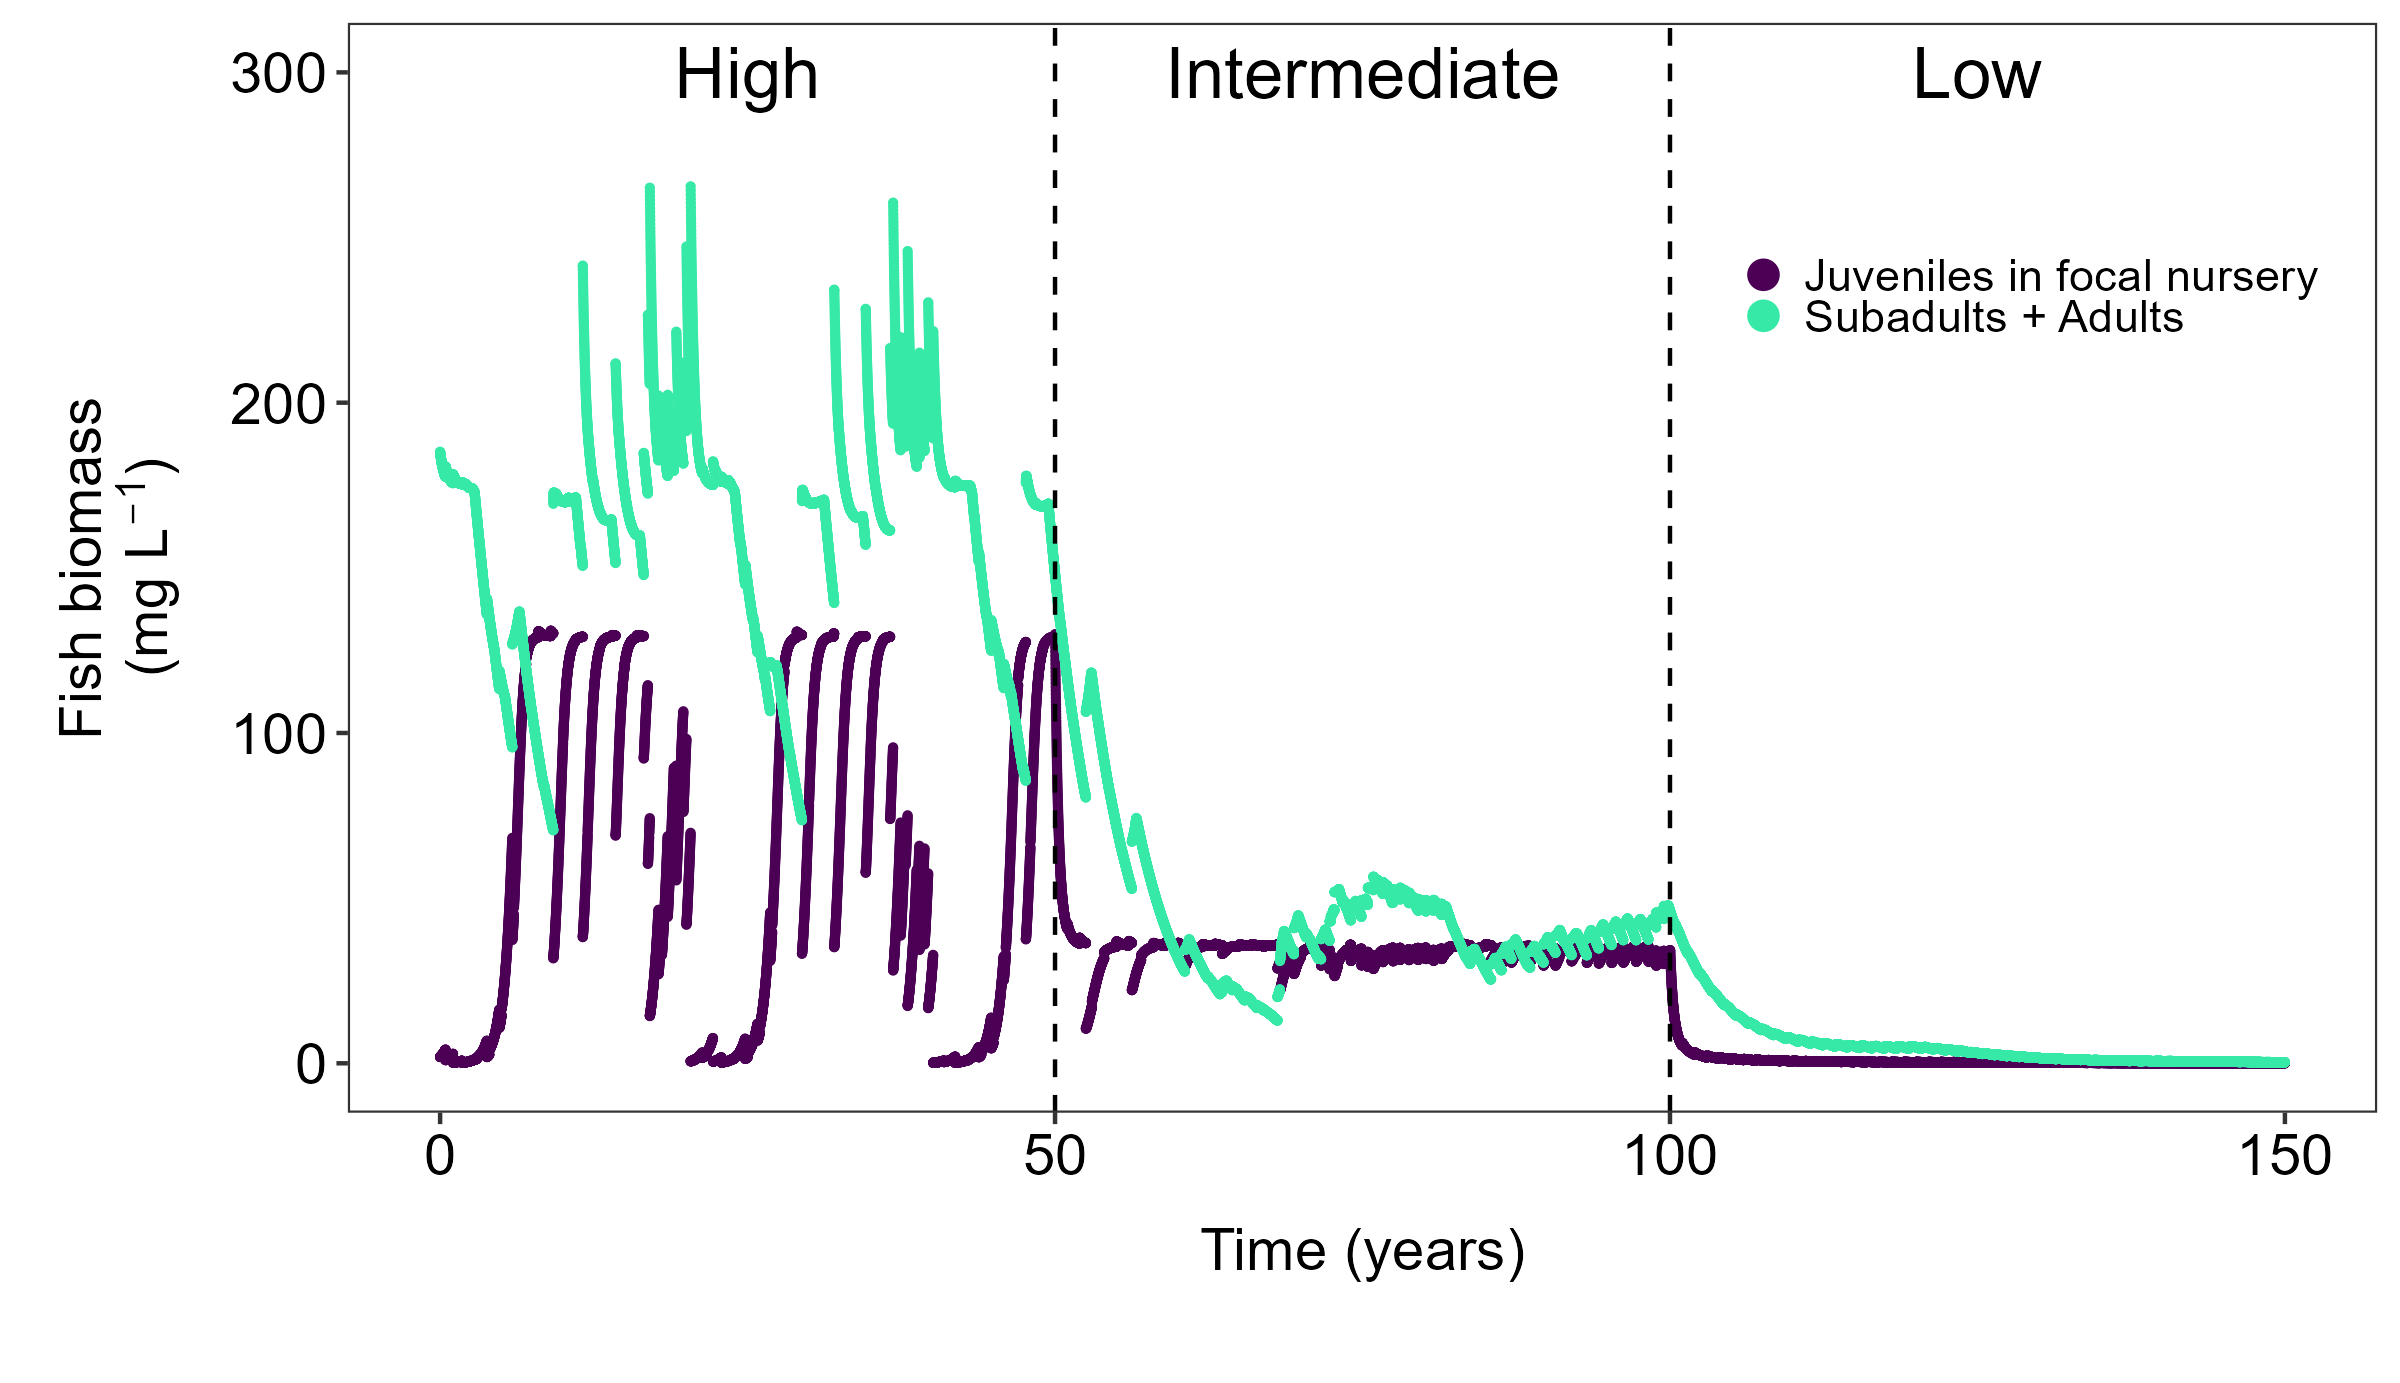 High Intermediate Low
300
200
100
0
Fish biomass
(mg L⁻¹)
Juveniles in focal nursery
Subadults + Adults
0 50 100 150
Time (years)